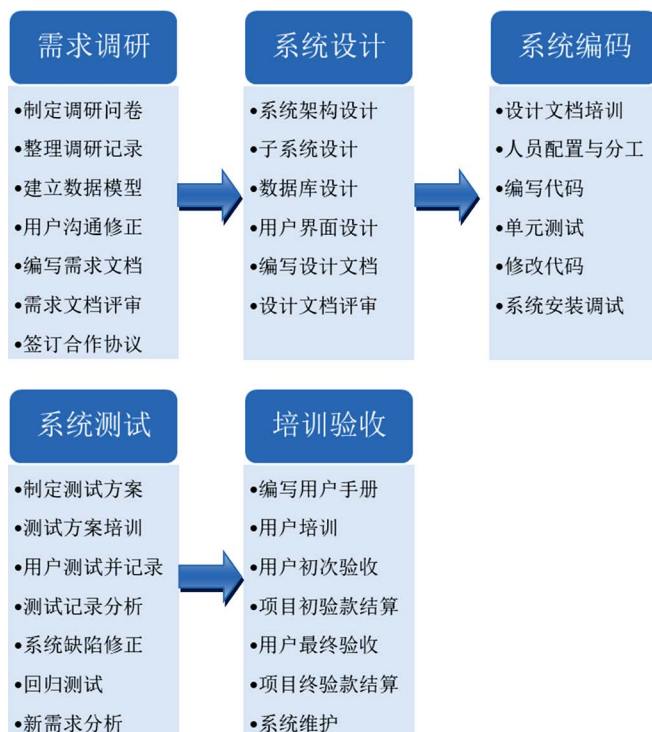 需求调研
•制定调研问卷
•整理调研记录
•建立数据模型
•用户沟通修正
•编写需求文档
•需求文档评审
•签订合作协议
系统设计
•系统架构设计
•子系统设计
•数据库设计
•用户界面设计
•编写设计文档
•设计文档评审
系统编码
•设计文档培训
•人员配置与分工
•编写代码
•单元测试
•修改代码
•系统安装调试
系统测试
•制定测试方案
•测试方案培训
•用户测试并记录
•测试记录分析
•系统缺陷修正
•回归测试
•新需求分析
培训验收
•编写用户手册
•用户培训
•用户初次验收
•项目初验款结算
•用户最终验收
•项目终验款结算
•系统维护